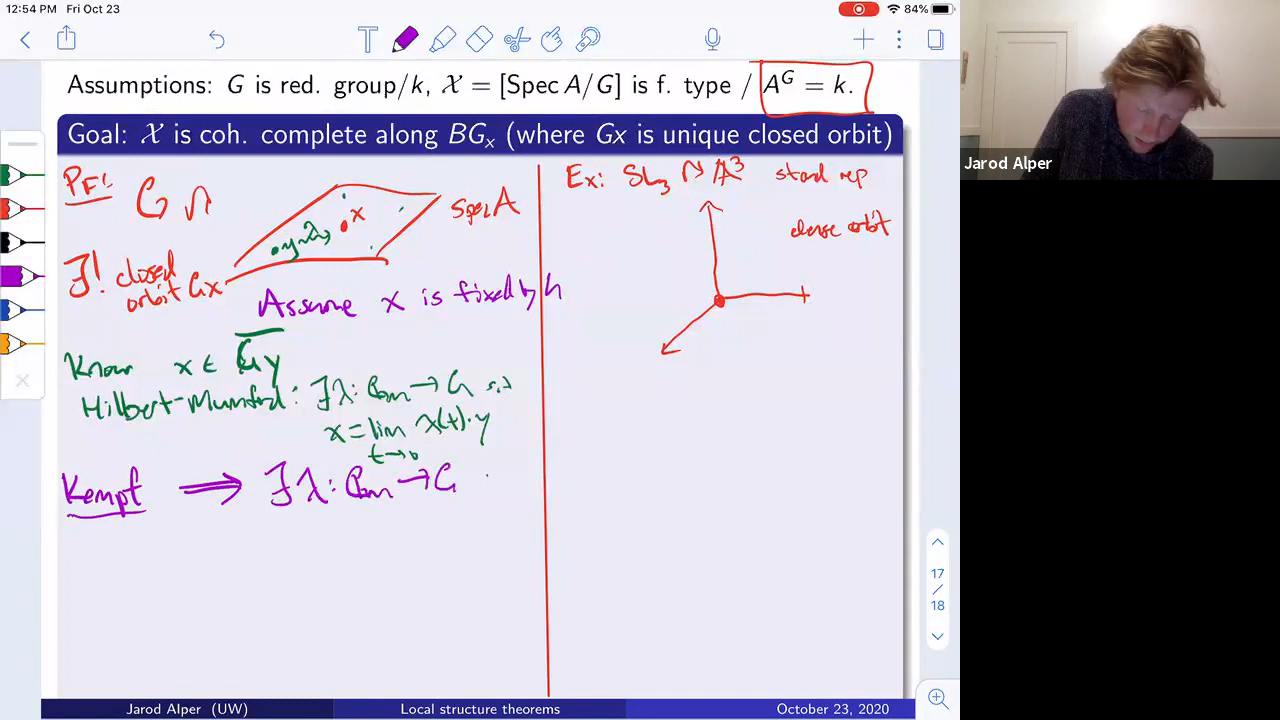 12:54 PM Fri Oct 23
84%
Assumptions: G is red. group/k, 𝒳 = [Spec A/G] is f. type / A^G = k.
Goal: 𝒳 is coh. complete along BG_x (where Gx is unique closed orbit)
Pf:
G
x
Spec A
y
λ
∃! closed
orbit Gx
Assume x is fixed by G
Know x ∈ \overline{Gy}
Hilbert-Mumford: ∃ λ: 𝔾m → G s.t
x = lim λ(t)·y
t→0
Kempf ⟹ ∃ λ: 𝔾m → G
Ex: SL_3 ↷ 𝔸^3 stand rep
dense orbit
Jarod Alper
17
/
18
Jarod Alper (UW) Local structure theorems October 23, 2020